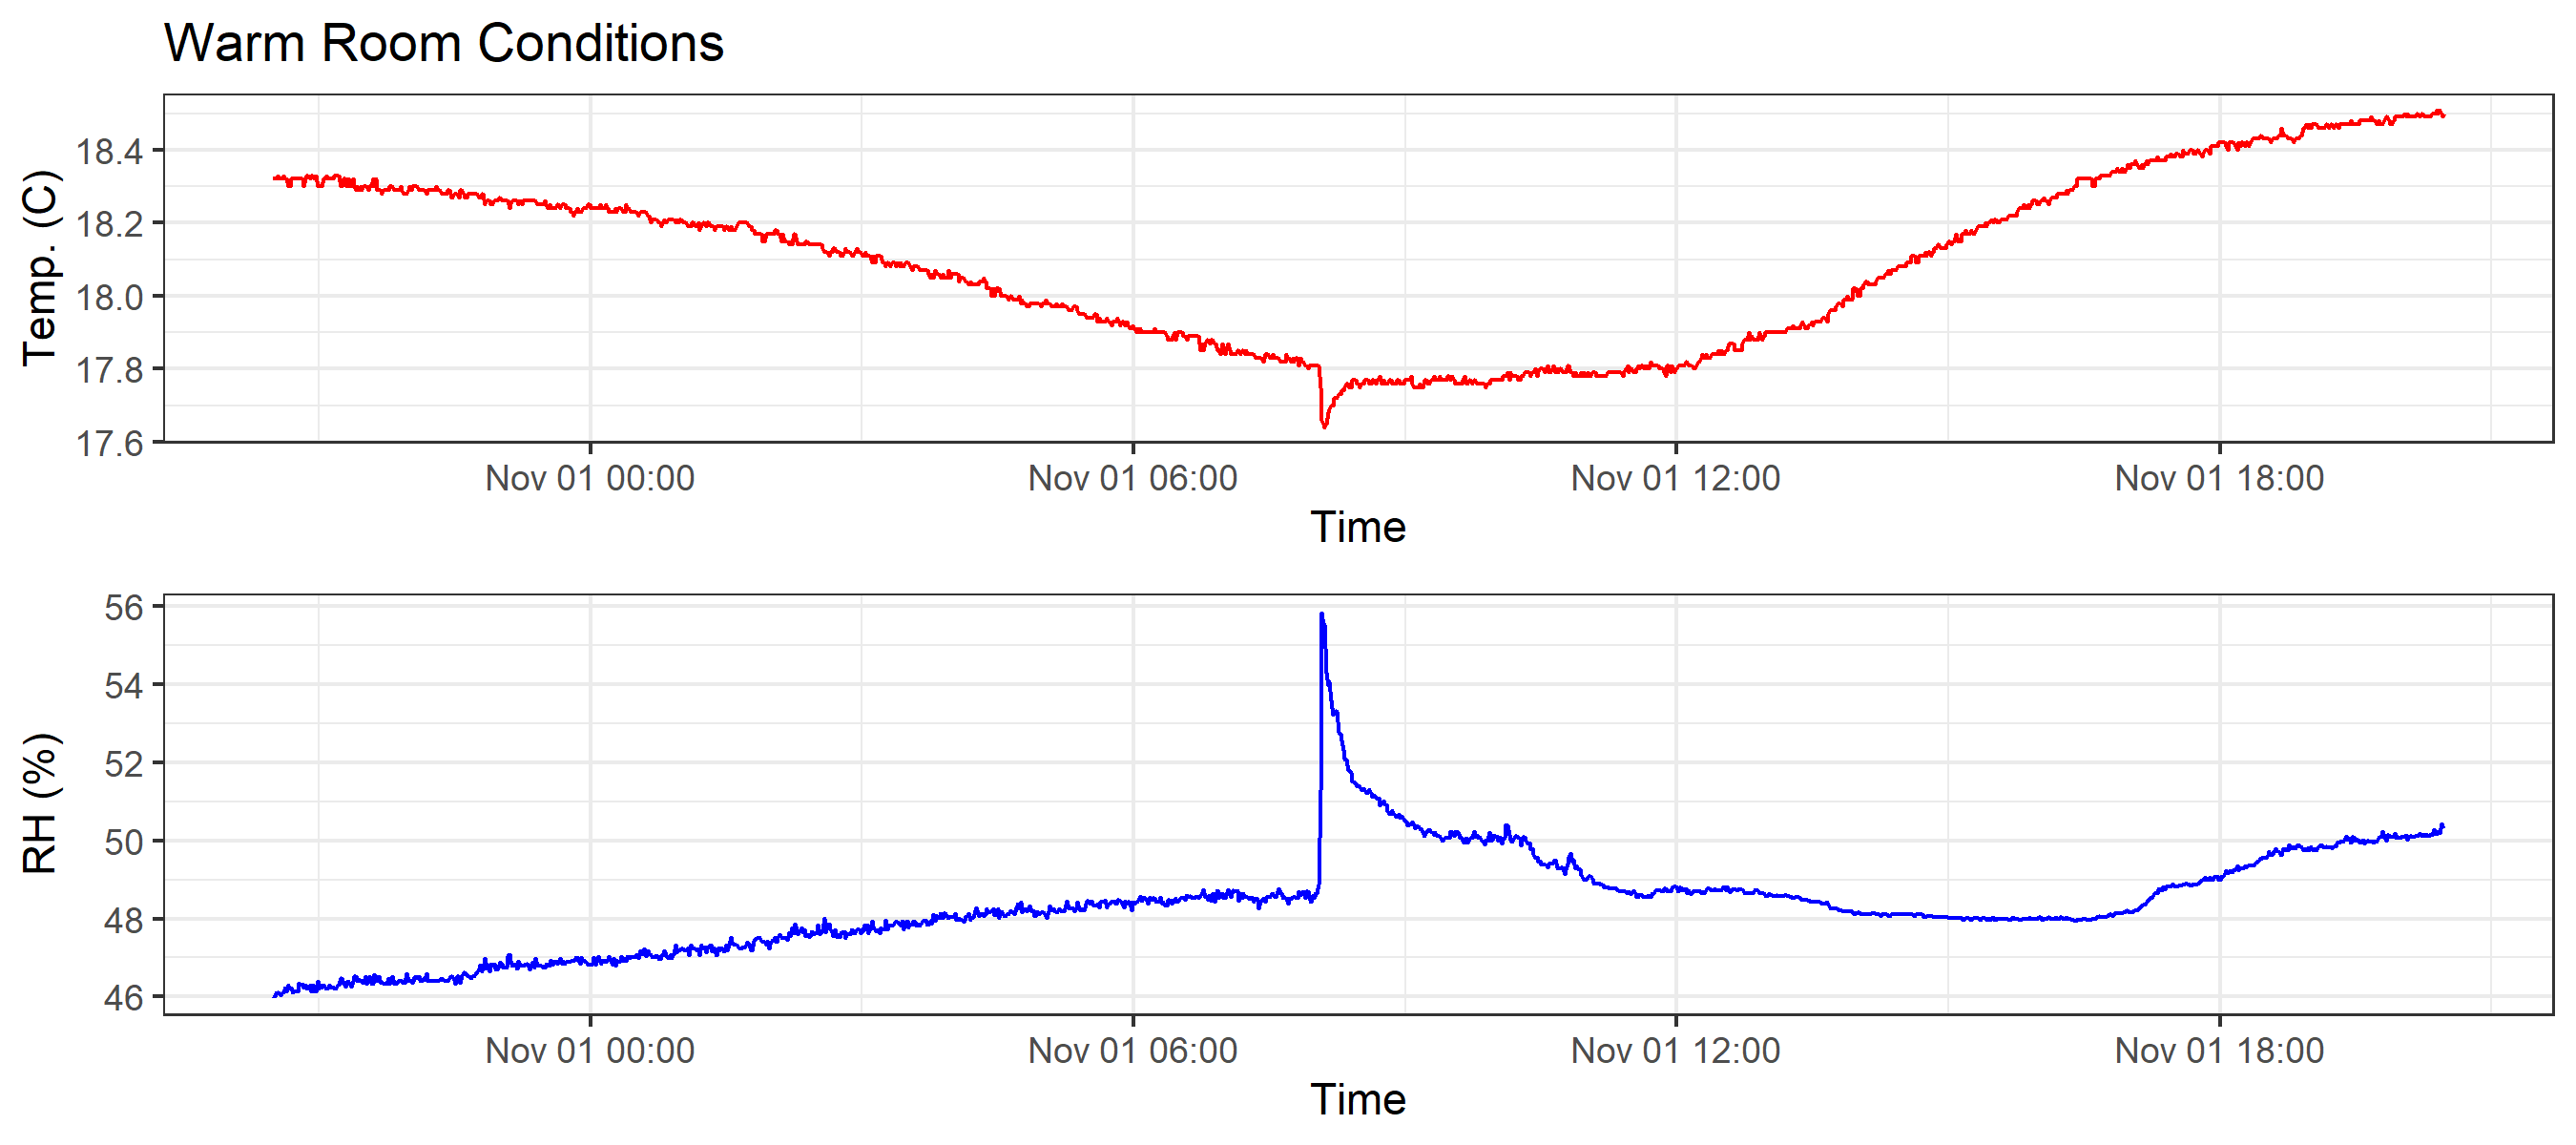 Warm Room Conditions
Temp. (C)
18.4
18.2
18.0
17.8
17.6
Nov 01 00:00 Nov 01 06:00 Nov 01 12:00 Nov 01 18:00
Time
RH (%)
56
54
52
50
48
46
Nov 01 00:00 Nov 01 06:00 Nov 01 12:00 Nov 01 18:00
Time